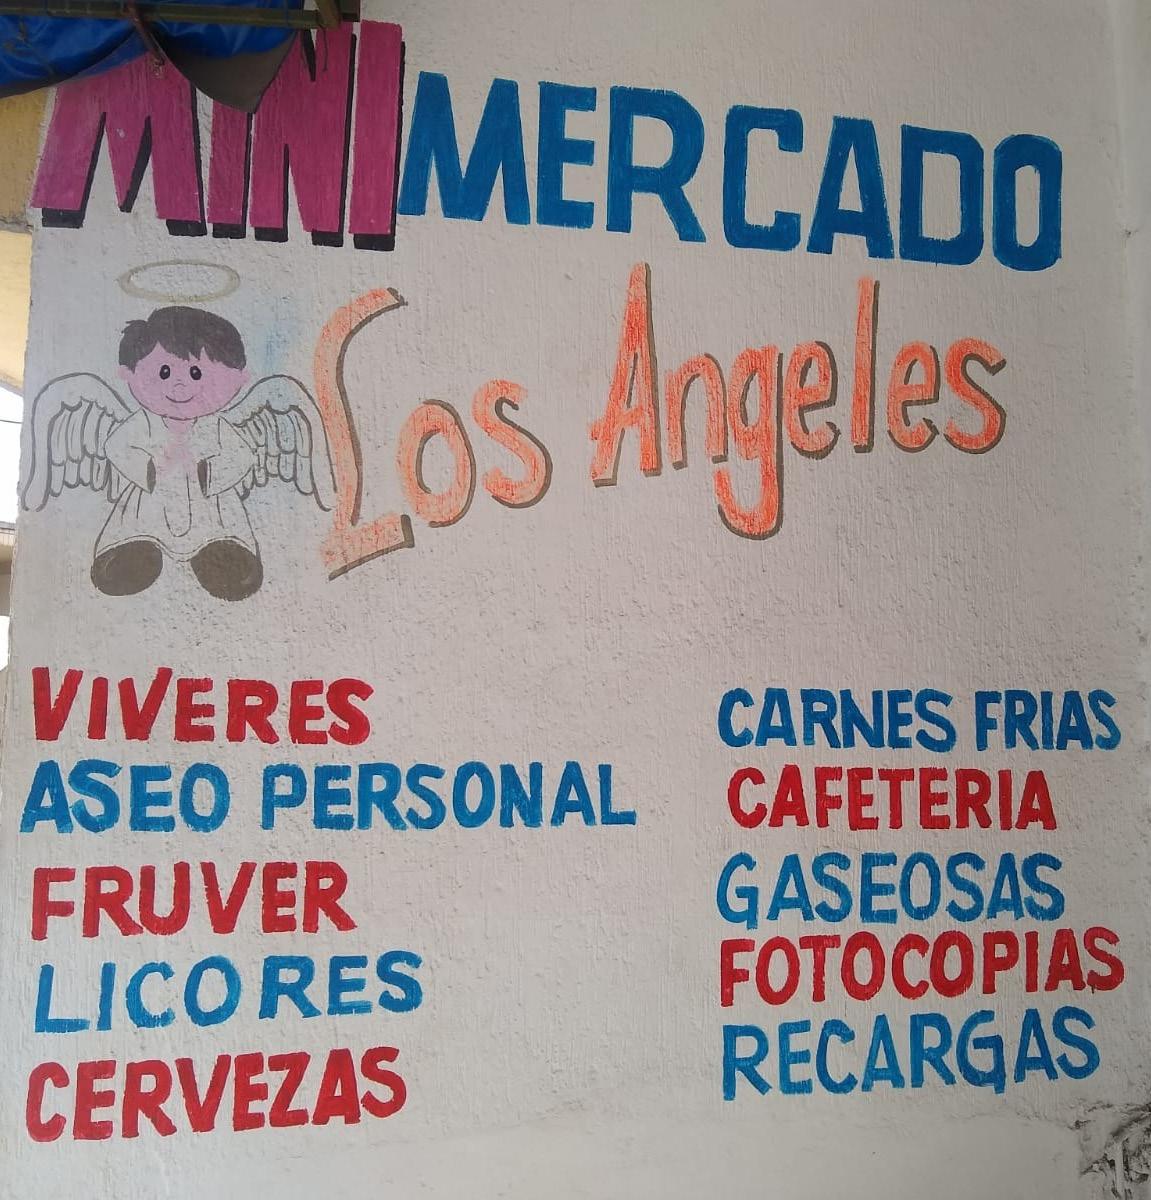 MINIMERCADO
Los Angeles
VIVERES
ASEO PERSONAL
FRUVER
LICORES
CERVEZAS
CARNES FRIAS
CAFETERIA
GASEOSAS
FOTOCOPIAS
RECARGAS